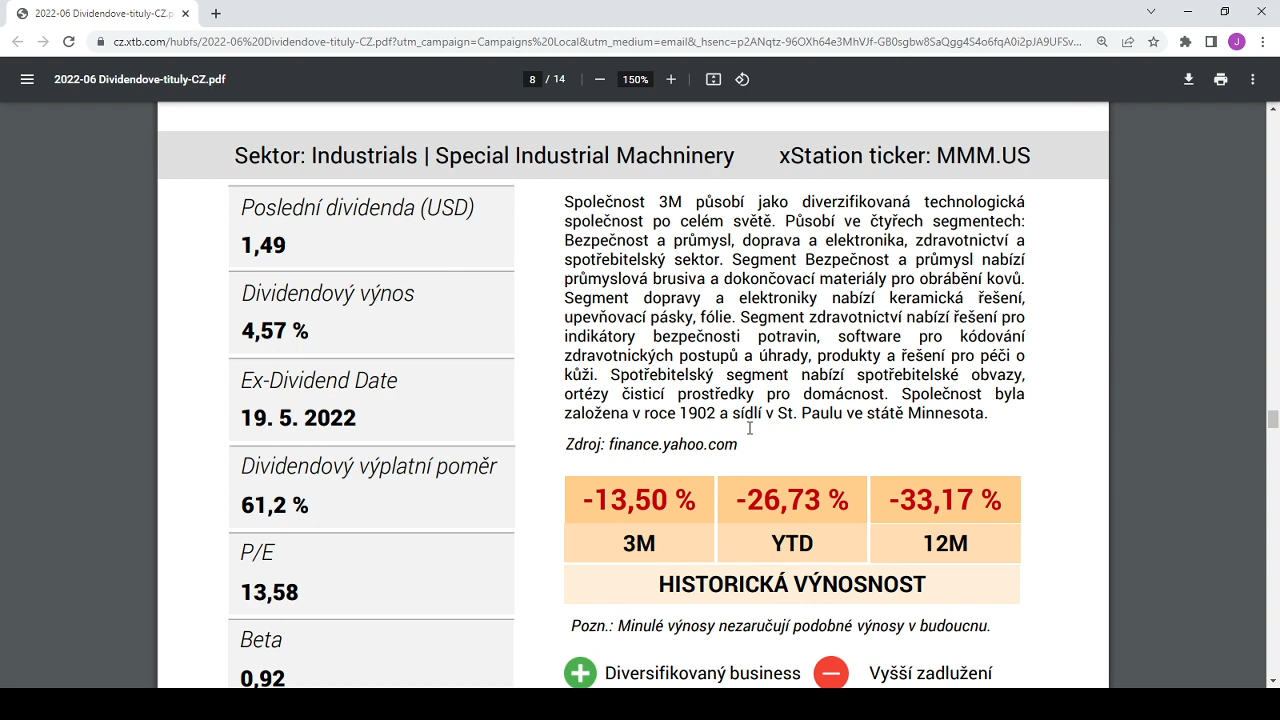 2022-06 Dividendove-tituly-CZ.p
cz.xtb.com/hubfs/2022-06%20Dividendove-tituly-CZ.pdf?utm_campaign=Campaigns%20Local&utm_medium=email&_hsenc=p2ANqtz-96OXh64e3MhVJf-GB0sgbw8SaQgg4S4o6fqA0i2pJA9UFSv...
J
2022-06 Dividendove-tituly-CZ.pdf
8 / 14
150%
Sektor: Industrials | Special Industrial Machninery
xStation ticker: MMM.US
Poslední dividenda (USD)
1,49
Dividendový výnos
4,57 %
Ex-Dividend Date
19. 5. 2022
Dividendový výplatní poměr
61,2 %
P/E
13,58
Beta
0,92
Společnost 3M působí jako diverzifikovaná technologická
společnost po celém světě. Působí ve čtyřech segmentech:
Bezpečnost a průmysl, doprava a elektronika, zdravotnictví a
spotřebitelský sektor. Segment Bezpečnost a průmysl nabízí
průmyslová brusiva a dokončovací materiály pro obrábění kovů.
Segment dopravy a elektroniky nabízí keramická řešení,
upevňovací pásky, fólie. Segment zdravotnictví nabízí řešení pro
indikátory bezpečnosti potravin, software pro kódování
zdravotnických postupů a úhrady, produkty a řešení pro péči o
kůži. Spotřebitelský segment nabízí spotřebitelské obvazy,
ortézy čisticí prostředky pro domácnost. Společnost byla
založena v roce 1902 a sídlí v St. Paulu ve státě Minnesota.
Zdroj: finance.yahoo.com
-13,50 % -26,73 % -33,17 %
3M YTD 12M
HISTORICKÁ VÝNOSNOST
Pozn.: Minulé výnosy nezaručují podobné výnosy v budoucnu.
Diversifikovaný business
Vyšší zadlužení